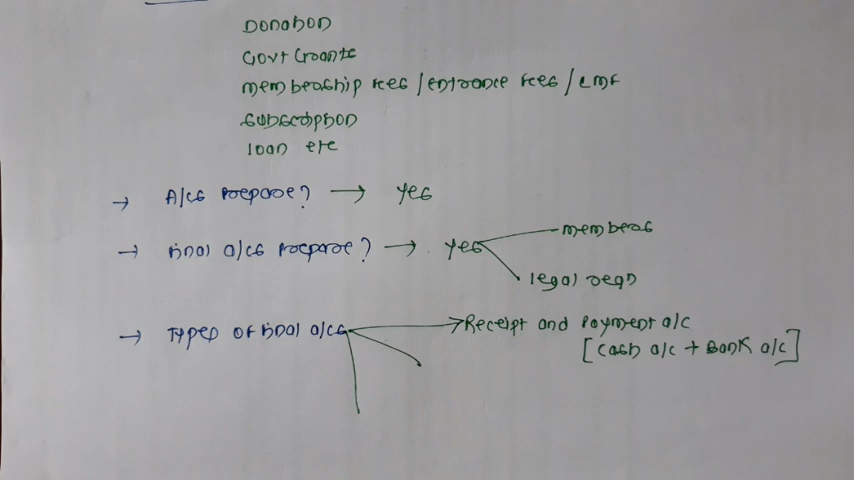 Donation
Govt Grants
membership fees / entrance fees / LMF
subscription
loan etc
→ A/cs prepare? → yes
→ final a/cs prepare? → yes members
legal reqn
→ Types of final a/cs → Receipt and Payment a/c
[cash a/c + Bank a/c]